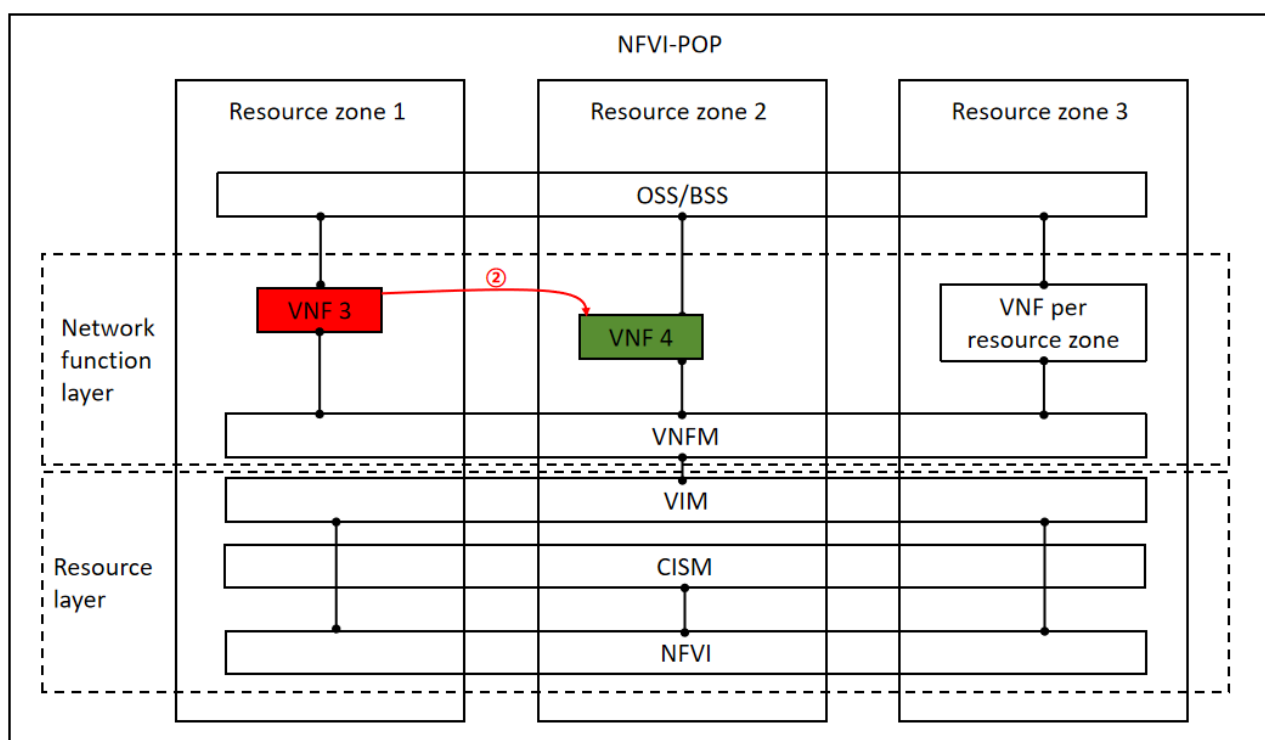 NFVI-POP
Resource zone 1
Resource zone 2
Resource zone 3
OSS/BSS
②
VNF 3
VNF 4
VNF per
resource zone
Network
function
layer
VNFM
VIM
CISM
Resource
layer
NFVI